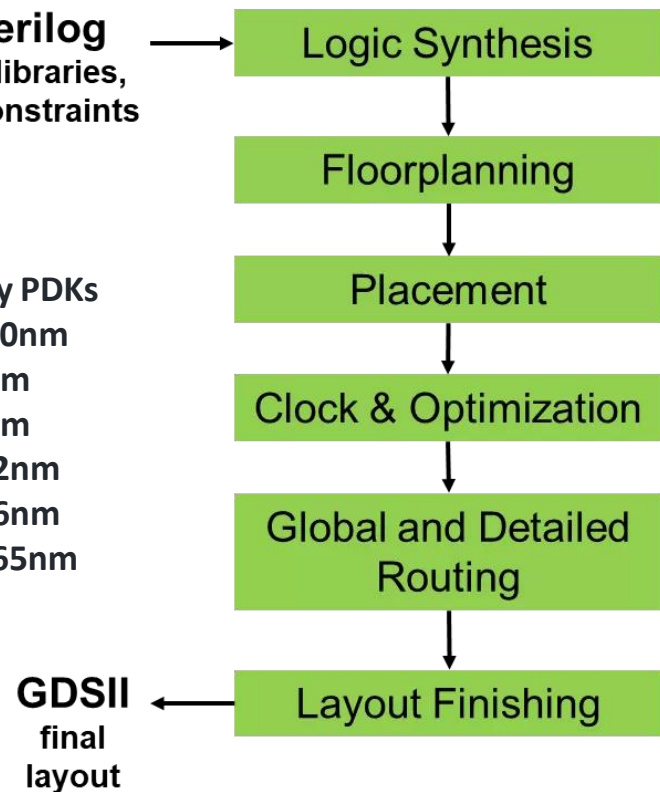 erilog
libraries,
onstraints
Logic Synthesis
Floorplanning
Placement
y PDKs
0nm
m
m
2nm
6nm
65nm
Clock & Optimization
Global and Detailed
Routing
Layout Finishing
GDSII
final
layout